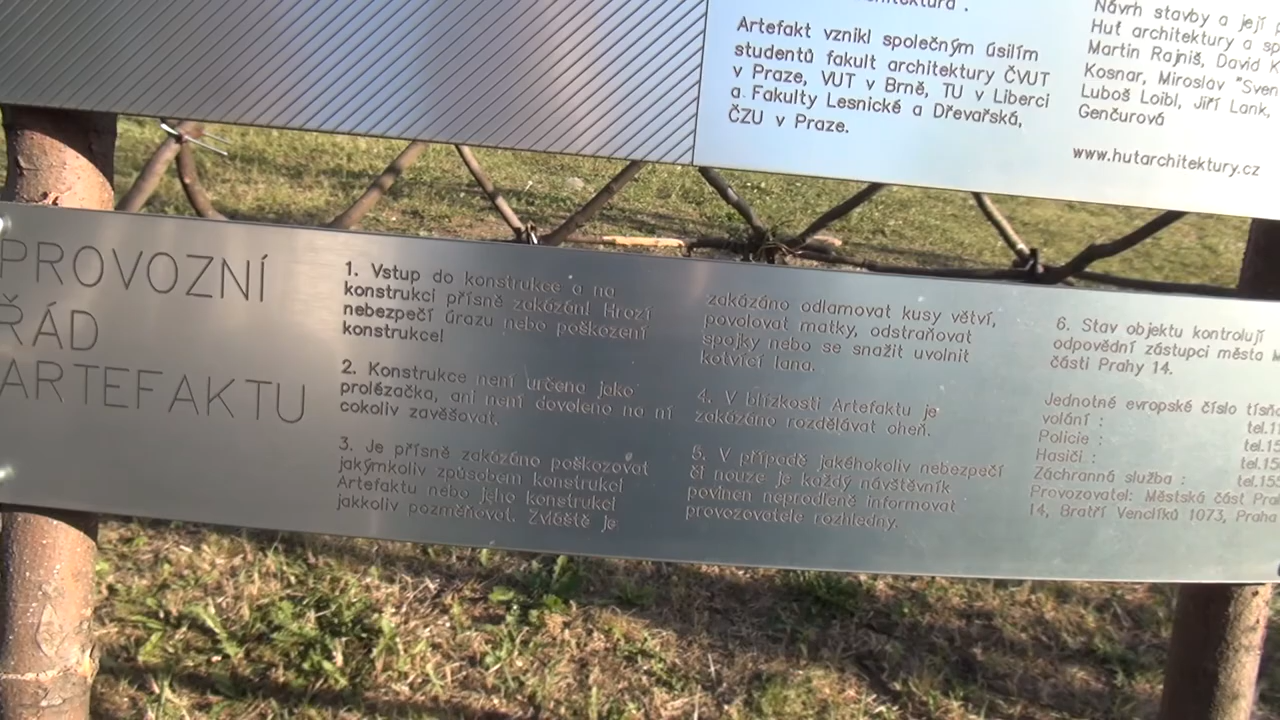 Artefakt vznikl společným úsilím
studentů fakult architektury ČVUT
v Praze, VUT v Brně, TU v Liberci
a Fakulty Lesnické a Dřevařská,
ČZU v Praze.
Návrh stavby a její
Huť architektury a
Martin Rajniš, David
Kosnar, Miroslav "Sven
Luboš Loibl, Jiří Lank,
Genčurová
www.hutarchitektury.cz
PROVOZNÍ
ŘÁD
ARTEFAKTU
1. Vstup do konstrukce a na
konstrukci přísně zakázán! Hrozí
nebezpečí úrazu nebo poškození
konstrukce!
2. Konstrukce není určena jako
prolézačka, ani není dovoleno na ní
cokoliv zavěšovat.
3. Je přísně zakázáno poškozovat
jakýmkoliv způsobem konstrukci
Artefaktu nebo jeho konstrukci
jakkoliv pozměňovat. Zvláště je
zakázáno odlamovat kusy větví,
povolovat matky, odstraňovat
spojky nebo se snažit uvolnit
kotvící lana.
4. V blízkosti Artefaktu je
zakázáno rozdělávat oheň.
5. V případě jakéhokoliv nebezpečí
či nouze je každý návštěvník
povinen neprodleně informovat
provozovatele rozhledny.
6. Stav objektu kontrolují
odpovědní zástupci města
části Prahy 14.
Jednotné evropské číslo
volání :
Policie :
Hasiči :
Záchranná služba :
Provozovatel: Městská část
14, Bratří Venclíků 1073, Praha